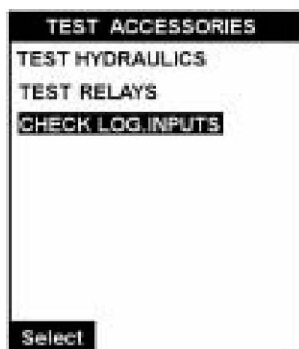 TEST ACCESSORIES
TEST HYDRAULICS
TEST RELAYS
CHECK LOG.INPUTS
Select